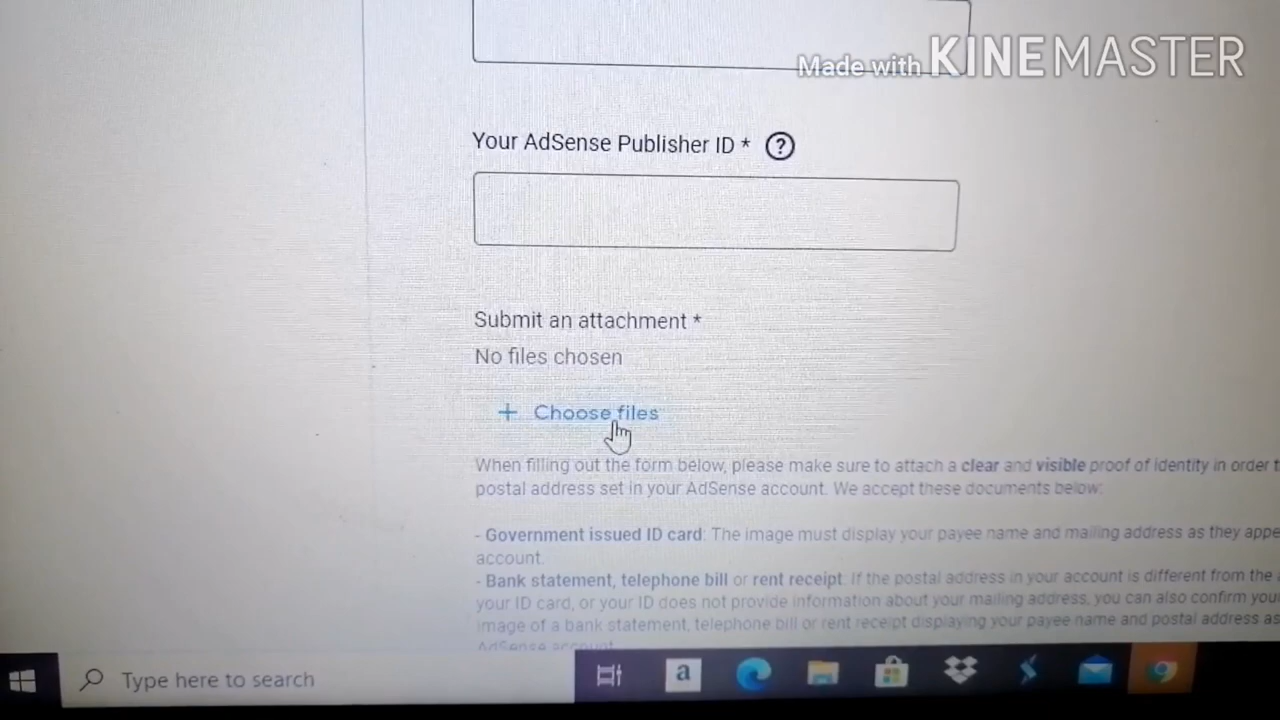 Made with KINEMASTER
Your AdSense Publisher ID * ?
Submit an attachment *
No files chosen
+ Choose files
When filling out the form below, please make sure to attach a clear and visible proof of identity in order t
postal address set in your AdSense account. We accept these documents below:
- Government issued ID card: The image must display your payee name and mailing address as they appe
account.
- Bank statement, telephone bill or rent receipt: If the postal address in your account is different from the
your ID card, or your ID does not provide information about your mailing address, you can also confirm your
image of a bank statement, telephone bill or rent receipt displaying your payee name and postal address as
AdSense account.
Type here to search
a